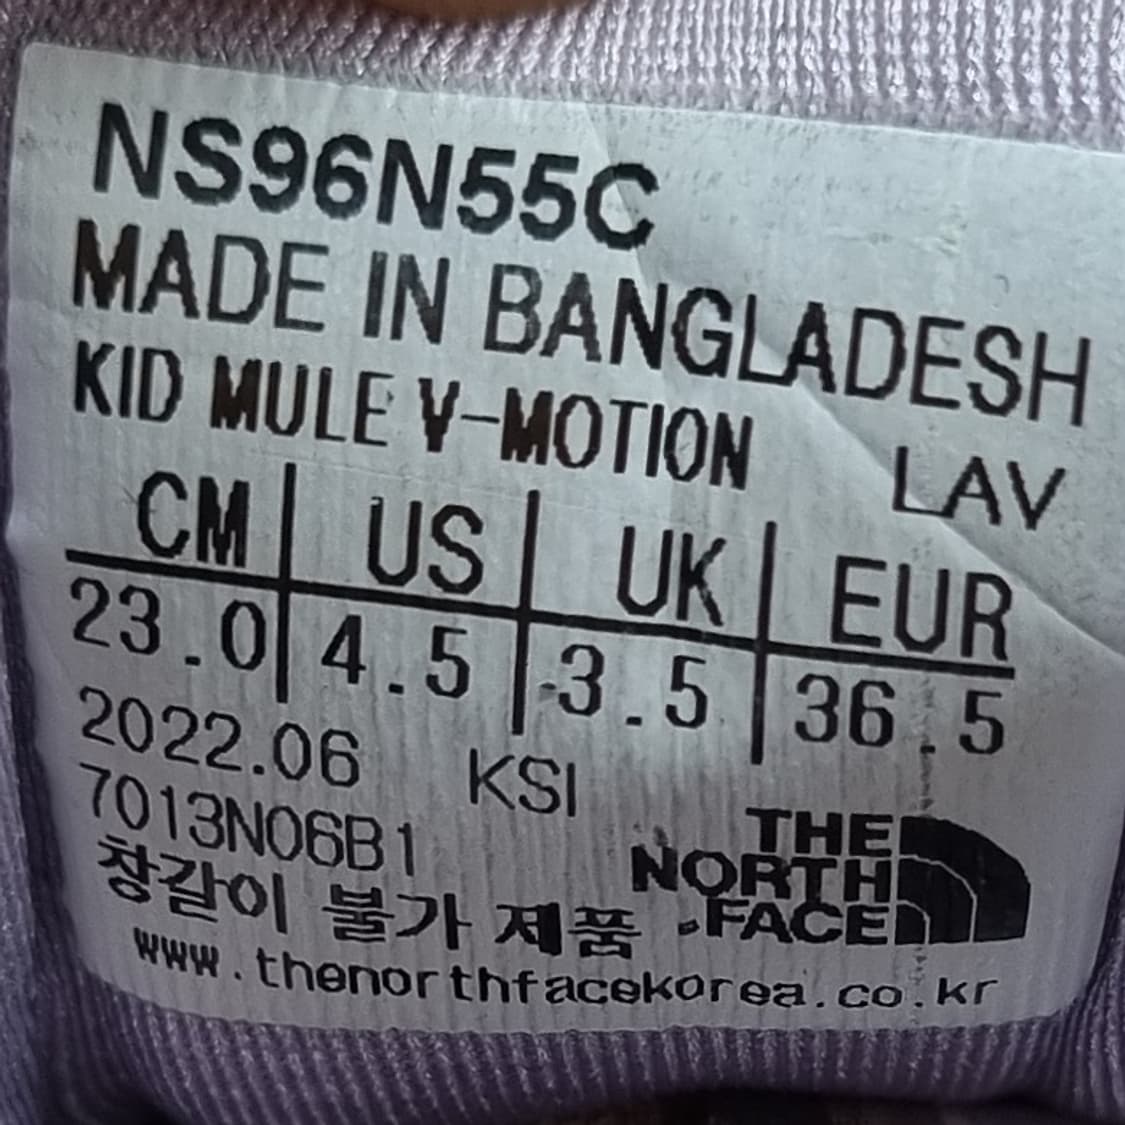 NS96N55C
MADE IN BANGLADESH
KID MULE V-MOTION LAV
CM US UK EUR
23.0 4.5 3.5 36.5
2022.06 KSI
7013N06B1
창갈이 불가 제품
THE
NORTH
FACE
www.thenorthfacekorea.co.kr